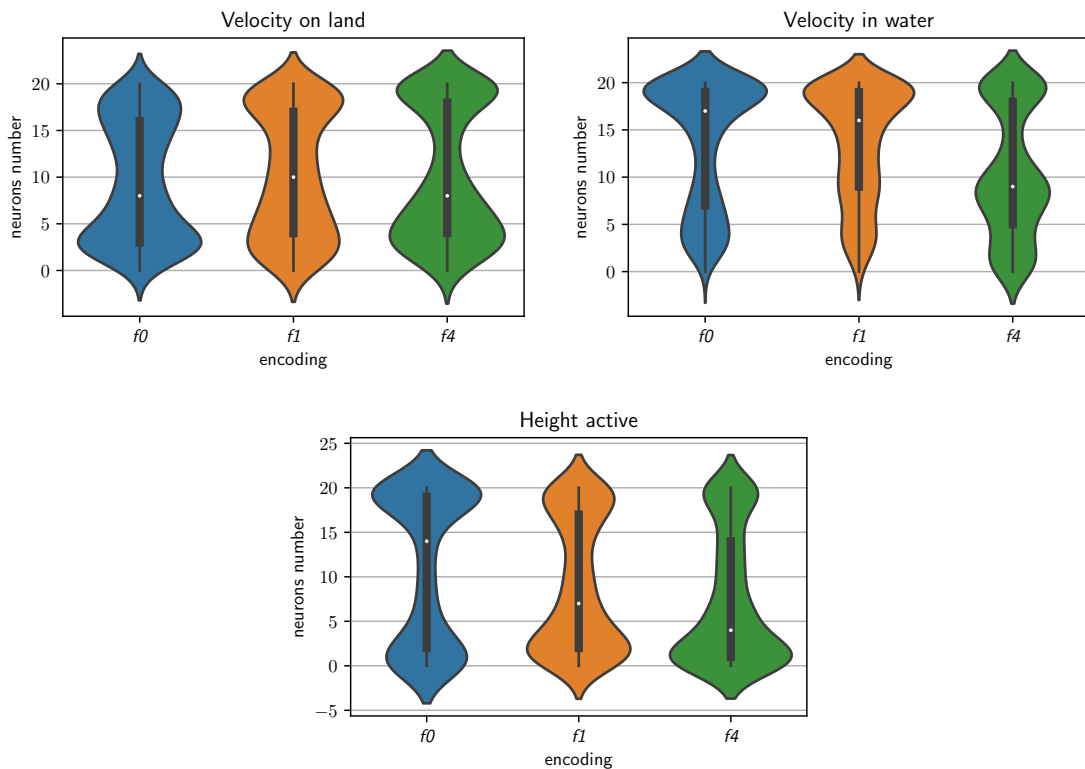 Velocity on land
neurons number
20
15
10
5
0
f0 f1 f4
encoding
Velocity in water
neurons number
20
15
10
5
0
f0 f1 f4
encoding
Height active
neurons number
25
20
15
10
5
0
−5
f0 f1 f4
encoding